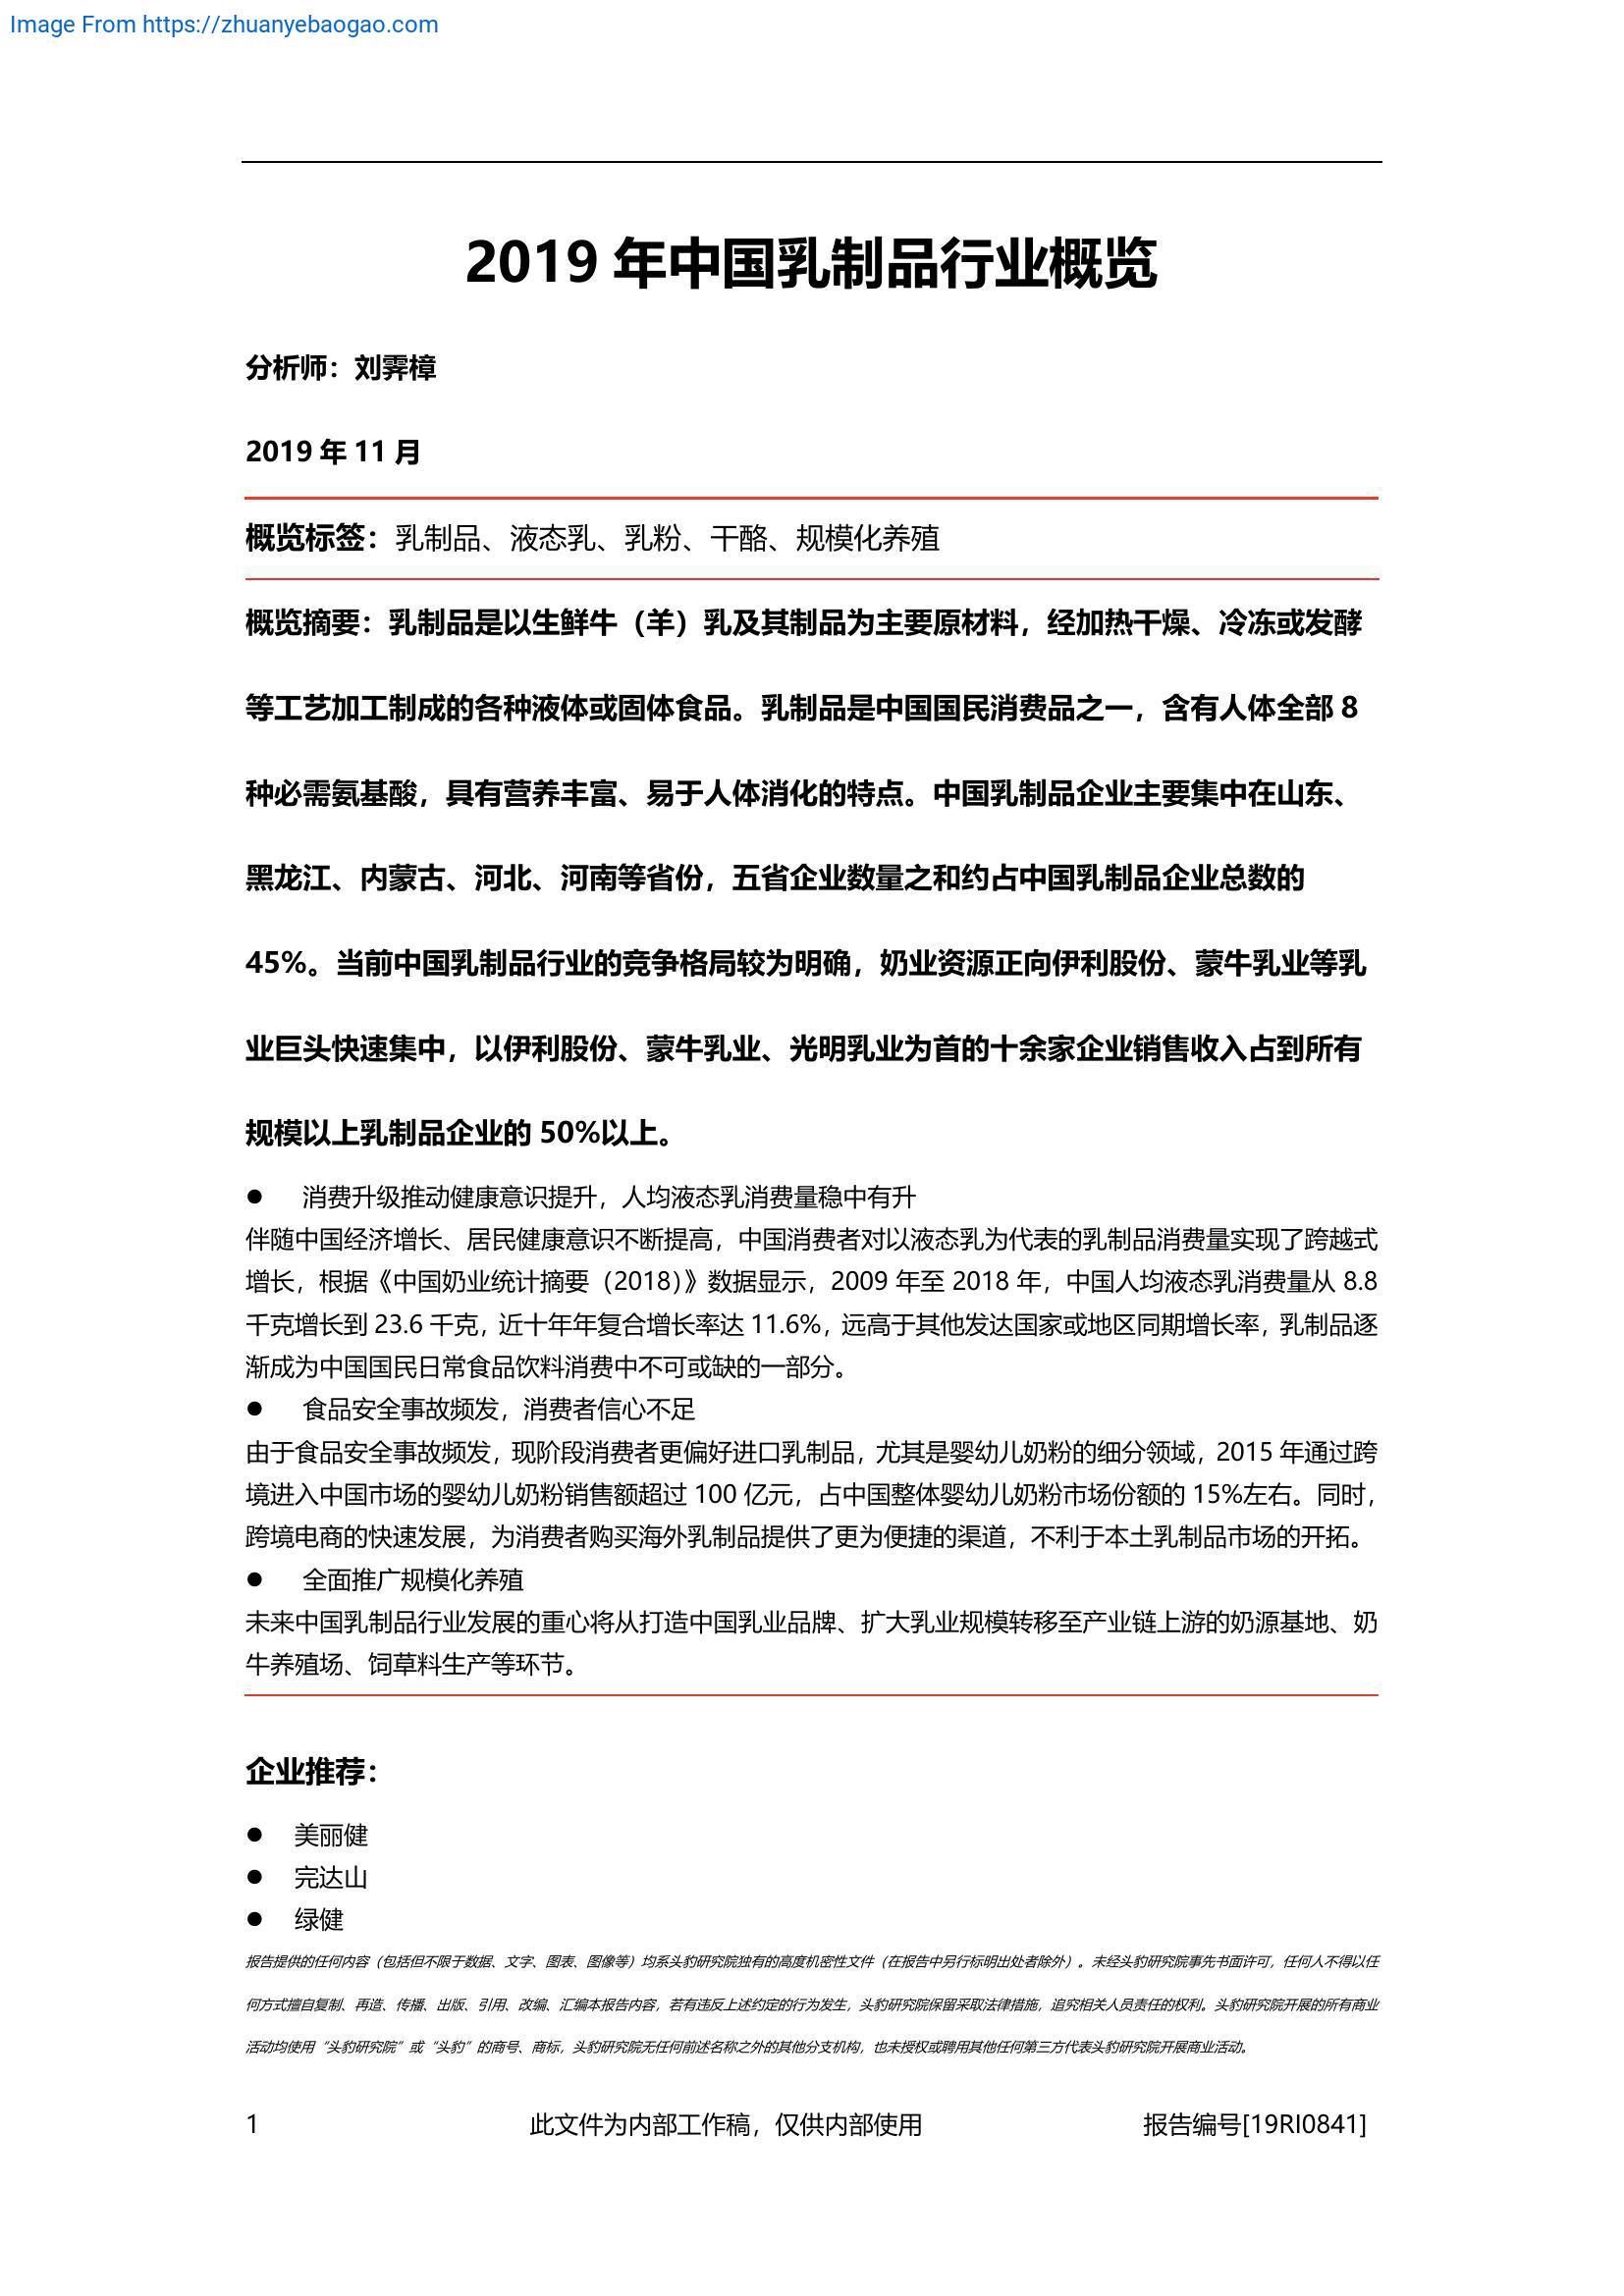 Image From https://zhuanyebaogao.com
2019 年中国乳制品行业概览
分析师：刘霁樟
2019 年 11 月
概览标签：乳制品、液态乳、乳粉、干酪、规模化养殖
概览摘要：乳制品是以生鲜牛（羊）乳及其制品为主要原材料，经加热干燥、冷冻或发酵
等工艺加工制成的各种液体或固体食品。乳制品是中国国民消费品之一，含有人体全部 8
种必需氨基酸，具有营养丰富、易于人体消化的特点。中国乳制品企业主要集中在山东、
黑龙江、内蒙古、河北、河南等省份，五省企业数量之和约占中国乳制品企业总数的
45%。当前中国乳制品行业的竞争格局较为明确，奶业资源正向伊利股份、蒙牛乳业等乳
业巨头快速集中，以伊利股份、蒙牛乳业、光明乳业为首的十余家企业销售收入占到所有
规模以上乳制品企业的 50%以上。
● 消费升级推动健康意识提升，人均液态乳消费量稳中有升
伴随中国经济增长、居民健康意识不断提高，中国消费者对以液态乳为代表的乳制品消费量实现了跨越式
增长，根据《中国奶业统计摘要（2018）》数据显示，2009 年至 2018 年，中国人均液态乳消费量从 8.8
千克增长到 23.6 千克，近十年年复合增长率达 11.6%，远高于其他发达国家或地区同期增长率，乳制品逐
渐成为中国国民日常食品饮料消费中不可或缺的一部分。
● 食品安全事故频发，消费者信心不足
由于食品安全事故频发，现阶段消费者更偏好进口乳制品，尤其是婴幼儿奶粉的细分领域，2015 年通过跨
境进入中国市场的婴幼儿奶粉销售额超过 100 亿元，占中国整体婴幼儿奶粉市场份额的 15%左右。同时，
跨境电商的快速发展，为消费者购买海外乳制品提供了更为便捷的渠道，不利于本土乳制品市场的开拓。
● 全面推广规模化养殖
未来中国乳制品行业发展的重心将从打造中国乳业品牌、扩大乳业规模转移至产业链上游的奶源基地、奶
牛养殖场、饲草料生产等环节。
企业推荐：
● 美丽健
● 完达山
● 绿健
报告提供的任何内容（包括但不限于数据、文字、图表、图像等）均系头豹研究院独有的高度机密性文件（在报告中另行标明出处者除外）。未经头豹研究院事先书面许可，任何人不得以任
何方式擅自复制、再造、传播、出版、引用、改编、汇编本报告内容，若有违反上述约定的行为发生，头豹研究院保留采取法律措施，追究相关人员责任的权利。头豹研究院开展的所有商业
活动均使用“头豹研究院”或“头豹”的商号、商标，头豹研究院无任何前述名称之外的其他分支机构，也未授权或聘用其他任何第三方代表头豹研究院开展商业活动。
1 此文件为内部工作稿，仅供内部使用 报告编号[19RI0841]